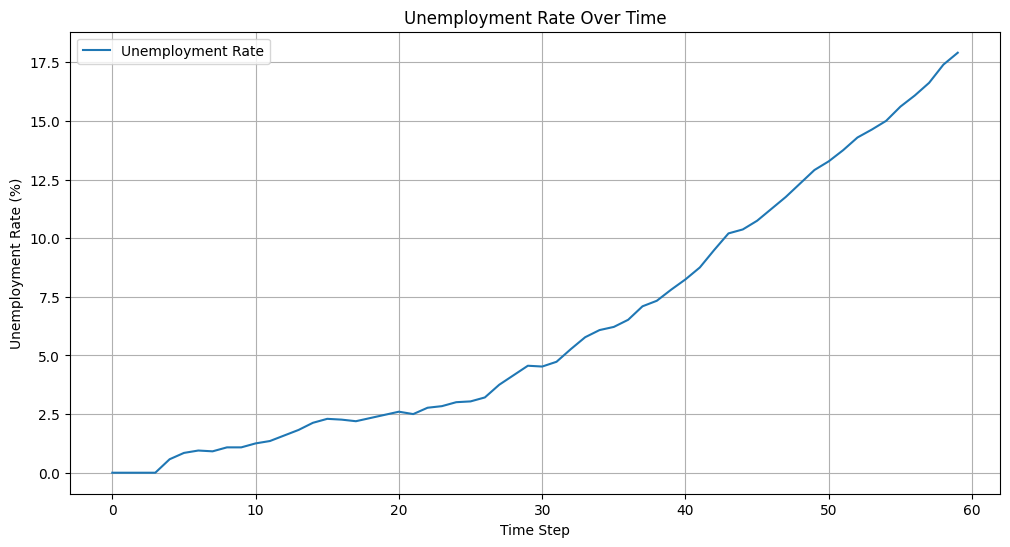 Unemployment Rate Over Time
Unemployment Rate
17.5
15.0
12.5
10.0
7.5
5.0
2.5
0.0
Unemployment Rate (%)
0 10 20 30 40 50 60
Time Step